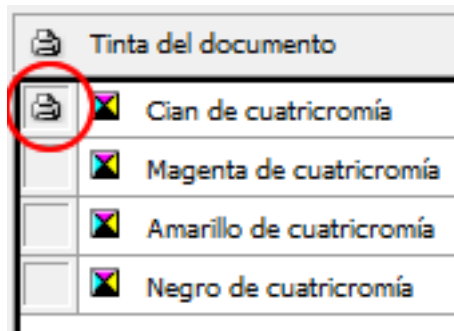 Tinta del documento
Cian de cuatricromía
Magenta de cuatricromía
Amarillo de cuatricromía
Negro de cuatricromía